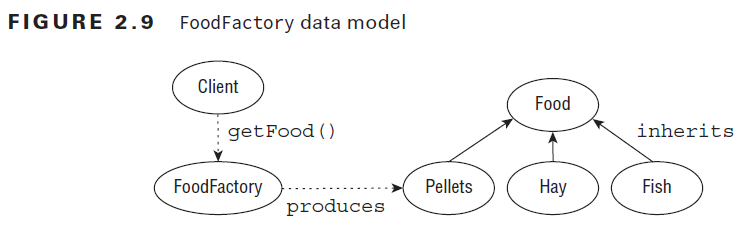 FIGURE 2.9 FoodFactory data model
Client
Food
getFood()
inherits
FoodFactory
Pellets
Hay
Fish
produces